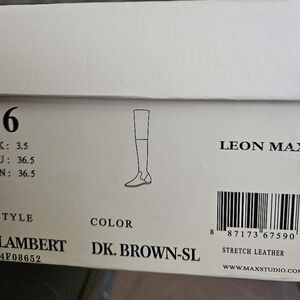 6
K: 3.5
U: 36.5
N: 36.5
LEON MAX
STYLE
COLOR
LAMBERT
DK. BROWN-SL
4F08652
8 87173 67590
STRETCH LEATHER
WWW.MAXSTUDIO.COM